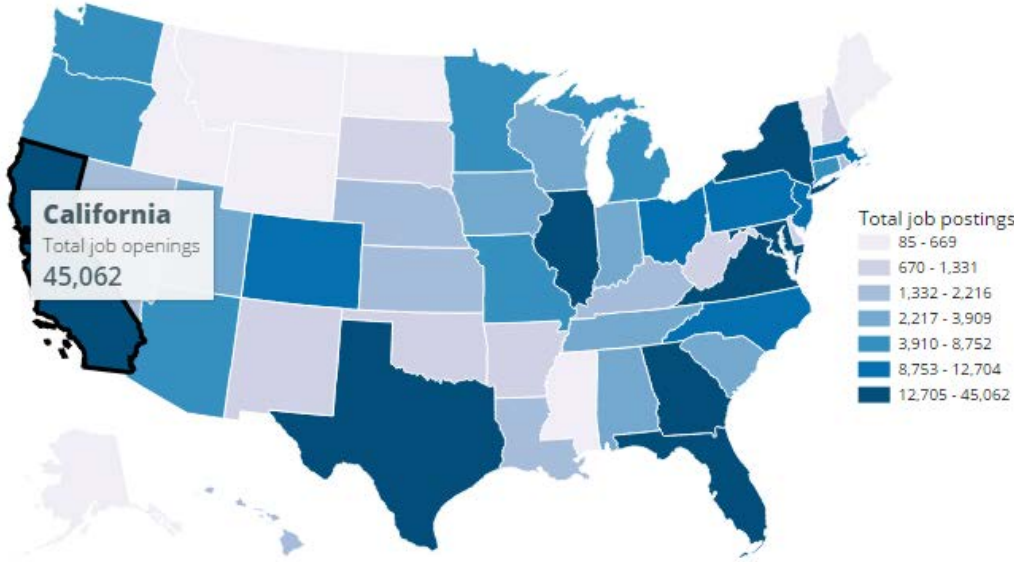 California
Total job openings
45,062
Total job postings
85 - 669
670 - 1,331
1,332 - 2,216
2,217 - 3,909
3,910 - 8,752
8,753 - 12,704
12,705 - 45,062